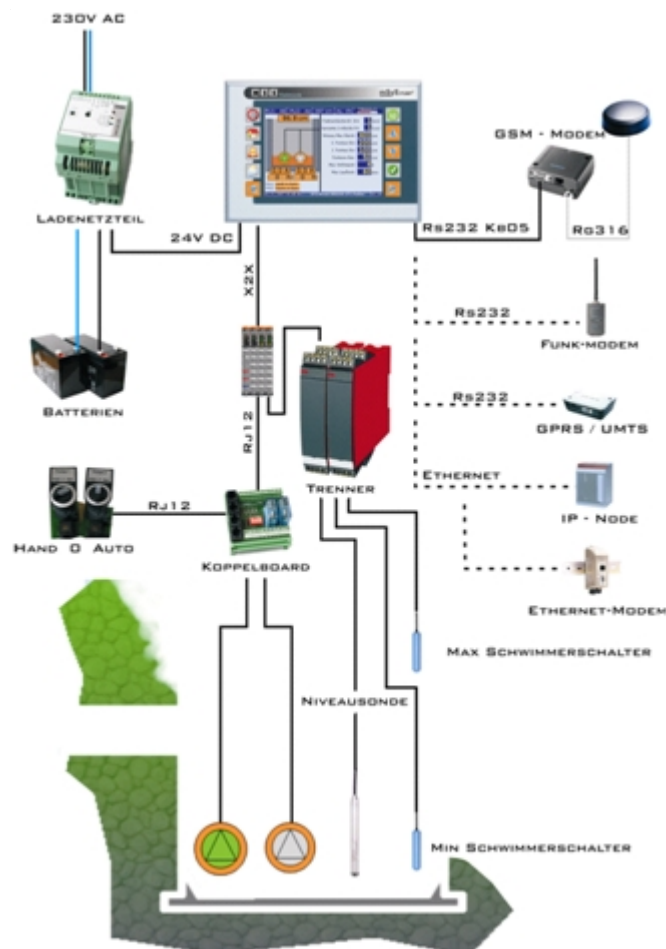 230V AC
GSM - Modem
Ladenetzteil
24V DC
Rs232 KB05
RG316
X2X
Rs232
Funk-modem
Batterien
RJ12
Rs232
GPRS / UMTS
Trenner
Ethernet
RJ12
IP - Node
Hand 0 Auto
Koppelboard
Ethernet-Modem
Max Schwimmerschalter
Niveausonde
Min Schwimmerschalter